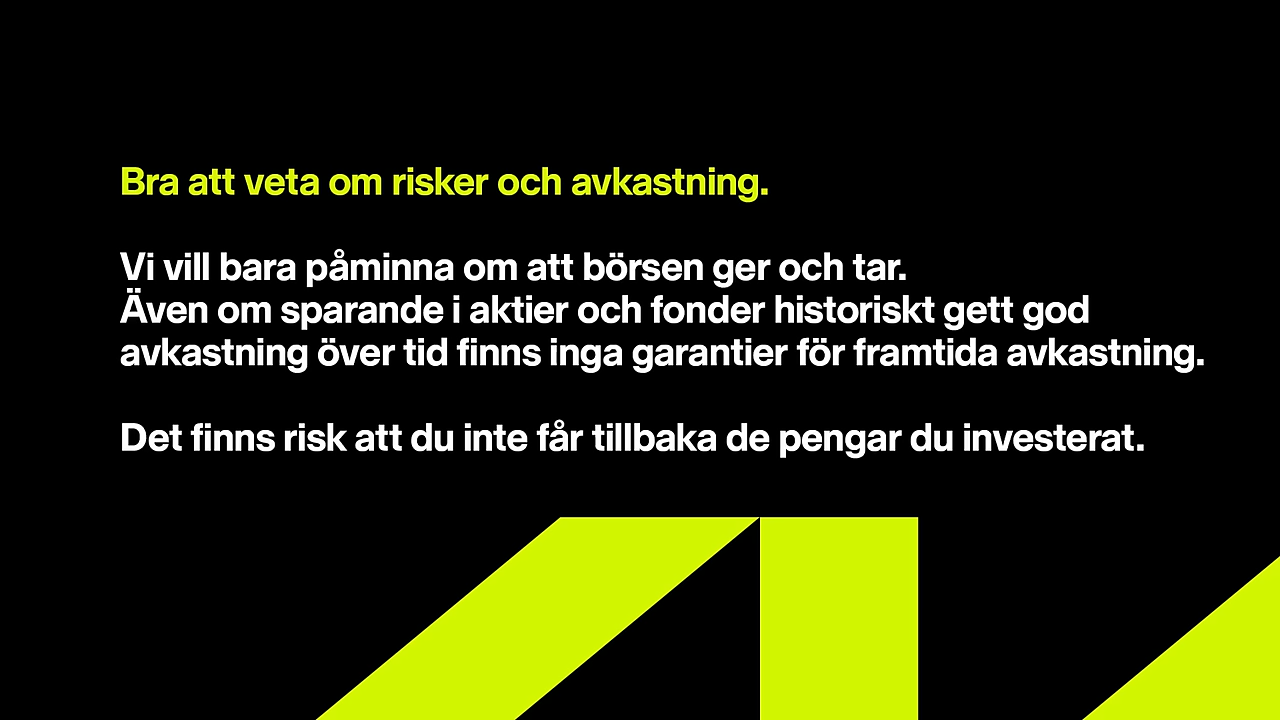 Bra att veta om risker och avkastning.
Vi vill bara påminna om att börsen ger och tar.
Även om sparande i aktier och fonder historiskt gett god
avkastning över tid finns inga garantier för framtida avkastning.
Det finns risk att du inte får tillbaka de pengar du investerat.